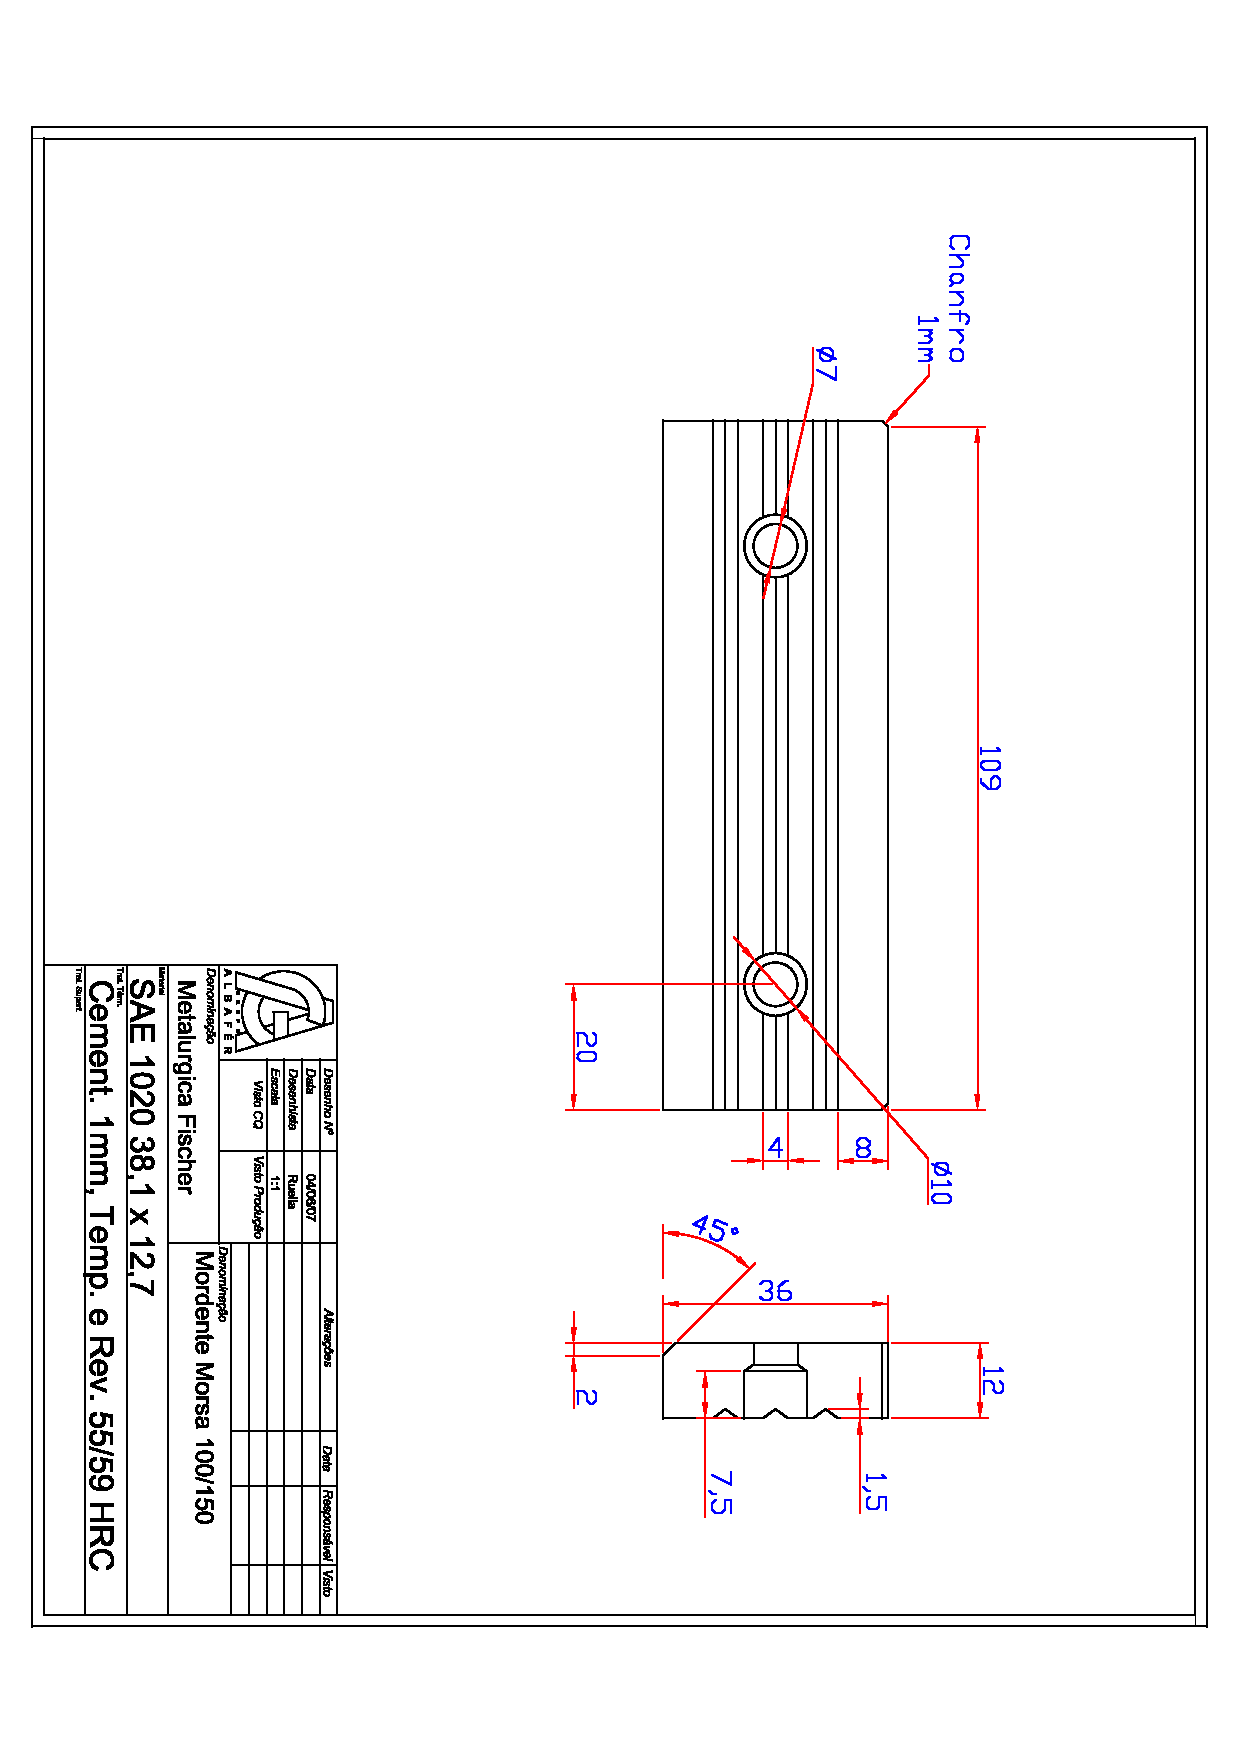 Chanfro
1mm
ø7
109
20
ø10
4
8
45°
36
12
2
7,5
1,5
ALBAFÉR
Desenho Nº
Data 04/06/07
Desenhista Ruella
Escala 1:1
Visto CQ Visto Produção
Alterações Data Responsável Visto
Denominação
Metalurgica Fischer
Denominação
Mordente Morsa 100/150
Material
SAE 1020 38,1 x 12,7
Trat. Térm.
Cement. 1mm, Temp. e Rev. 55/59 HRC
Trat. Superf.